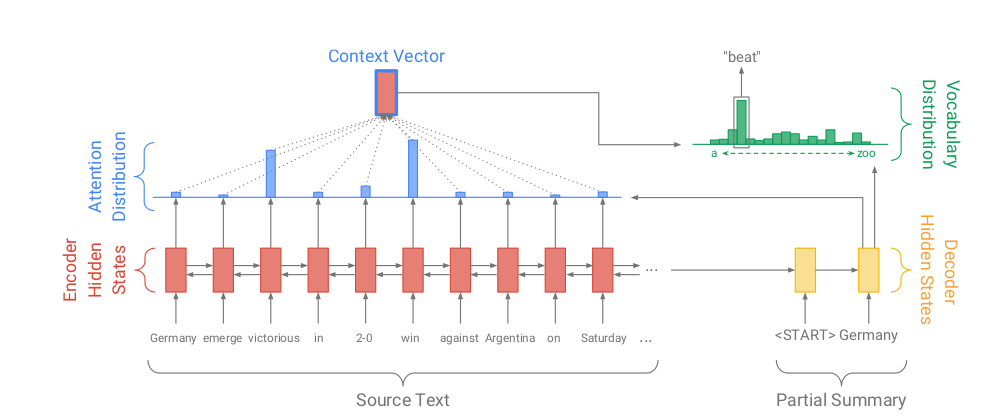 Context Vector
"beat"
Attention
Distribution
Vocabulary
Distribution
a
zoo
Encoder
Hidden
States
Decoder
Hidden States
...
Germany emerge victorious in 2-0 win against Argentina on Saturday ...
<START> Germany
Source Text
Partial Summary